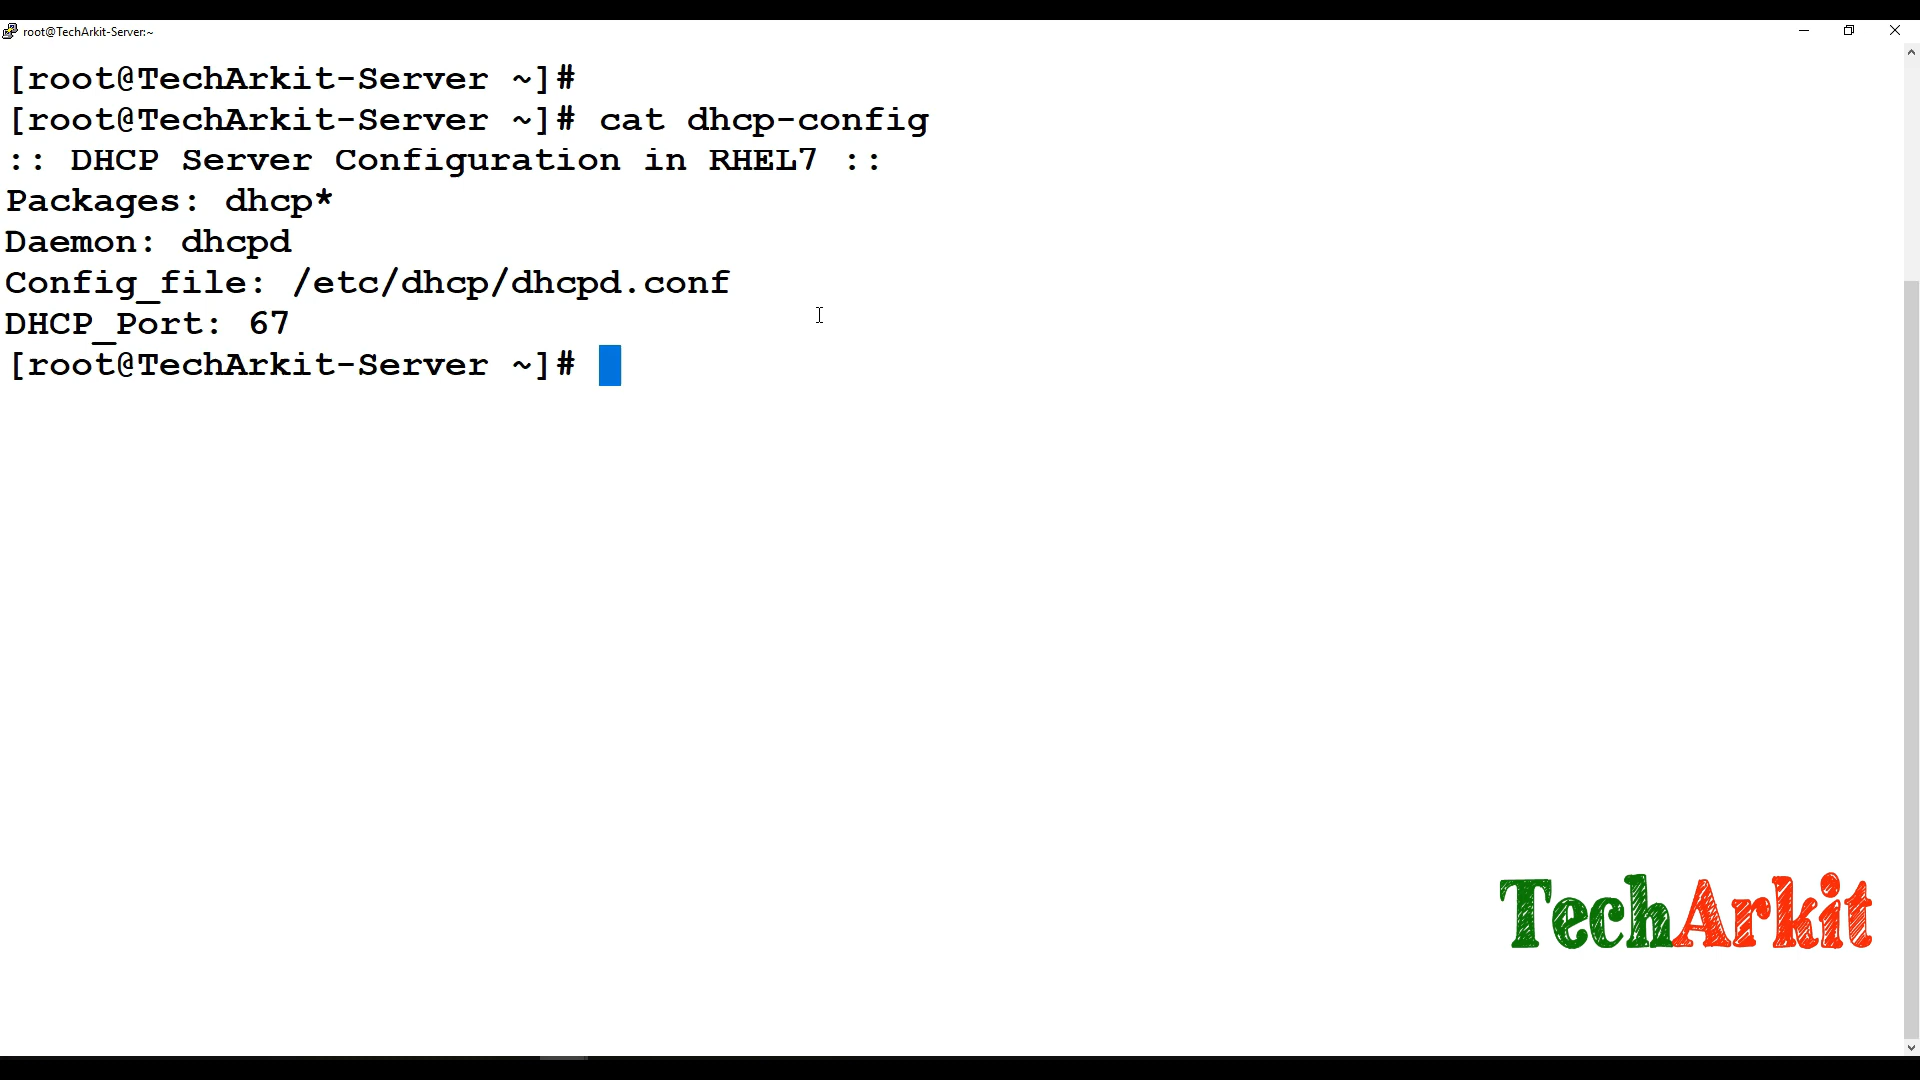 root@TechArkit-Server:~
[root@TechArkit-Server ~]#
[root@TechArkit-Server ~]# cat dhcp-config
:: DHCP Server Configuration in RHEL7 ::
Packages: dhcp*
Daemon: dhcpd
Config_file: /etc/dhcp/dhcpd.conf
DHCP_Port: 67
[root@TechArkit-Server ~]#
TechArkit